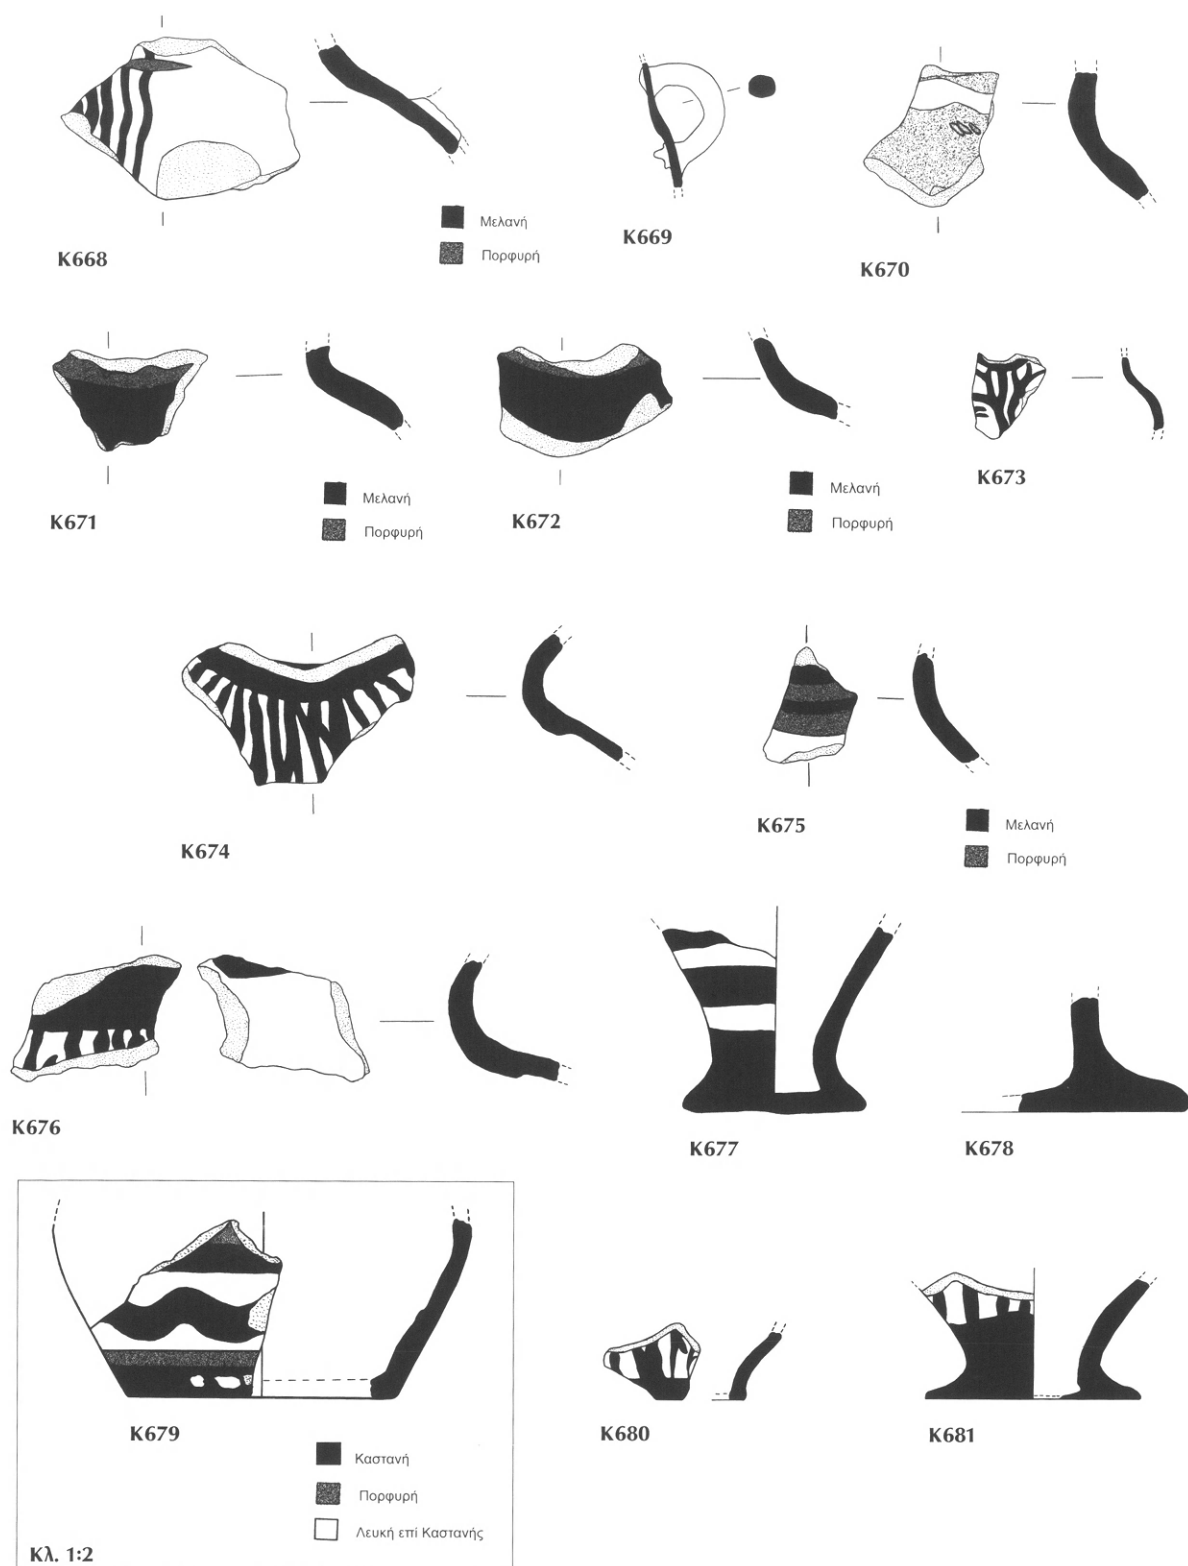 Μελανή
Πορφυρή
K668
K669
K670
Μελανή
Πορφυρή
K671
Μελανή
Πορφυρή
K672
K673
K674
Μελανή
Πορφυρή
K675
K676
K677
K678
K679
Καστανή
Πορφυρή
Λευκή επί Καστανής
Κλ. 1:2
K680
K681